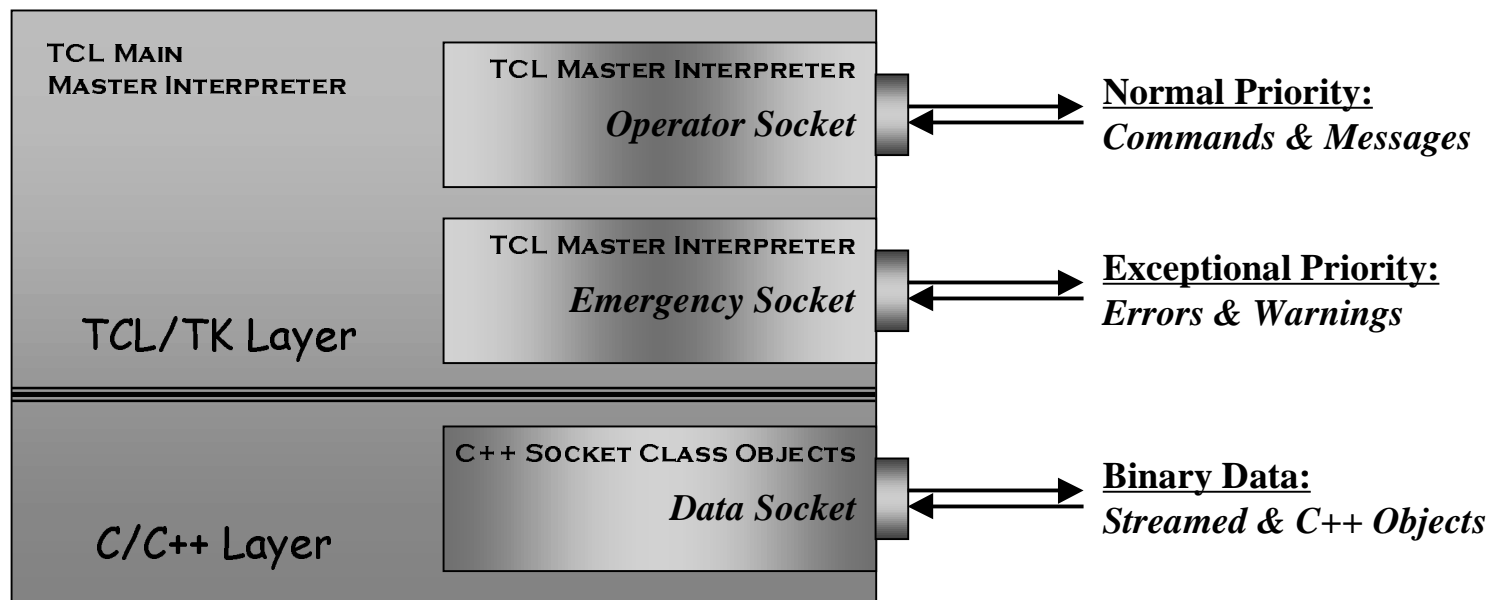 TCL MAIN
MASTER INTERPRETER
TCL MASTER INTERPRETER
Operator Socket
Normal Priority:
Commands & Messages
TCL MASTER INTERPRETER
Emergency Socket
Exceptional Priority:
Errors & Warnings
TCL/TK Layer
C++ SOCKET CLASS OBJECTS
Data Socket
Binary Data:
Streamed & C++ Objects
C/C++ Layer